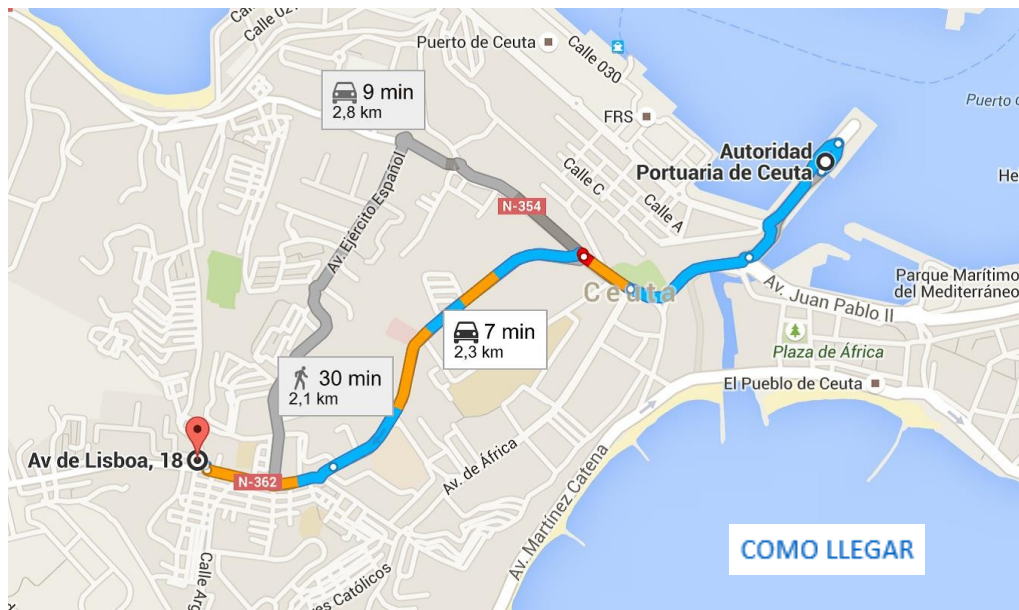 Calle 030
Puerto de Ceuta
9 min
2,8 km
FRS
Autoridad
Portuaria de Ceuta
Calle C
Calle A
N-354
Av. Ejército Español
Ceuta
Parque Marítimo
del Mediterráneo
Av. Juan Pablo II
7 min
2,3 km
Plaza de África
30 min
2,1 km
El Pueblo de Ceuta
Av de Lisboa, 18
N-362
Av. de África
Av. Martínez Catena
COMO LLEGAR